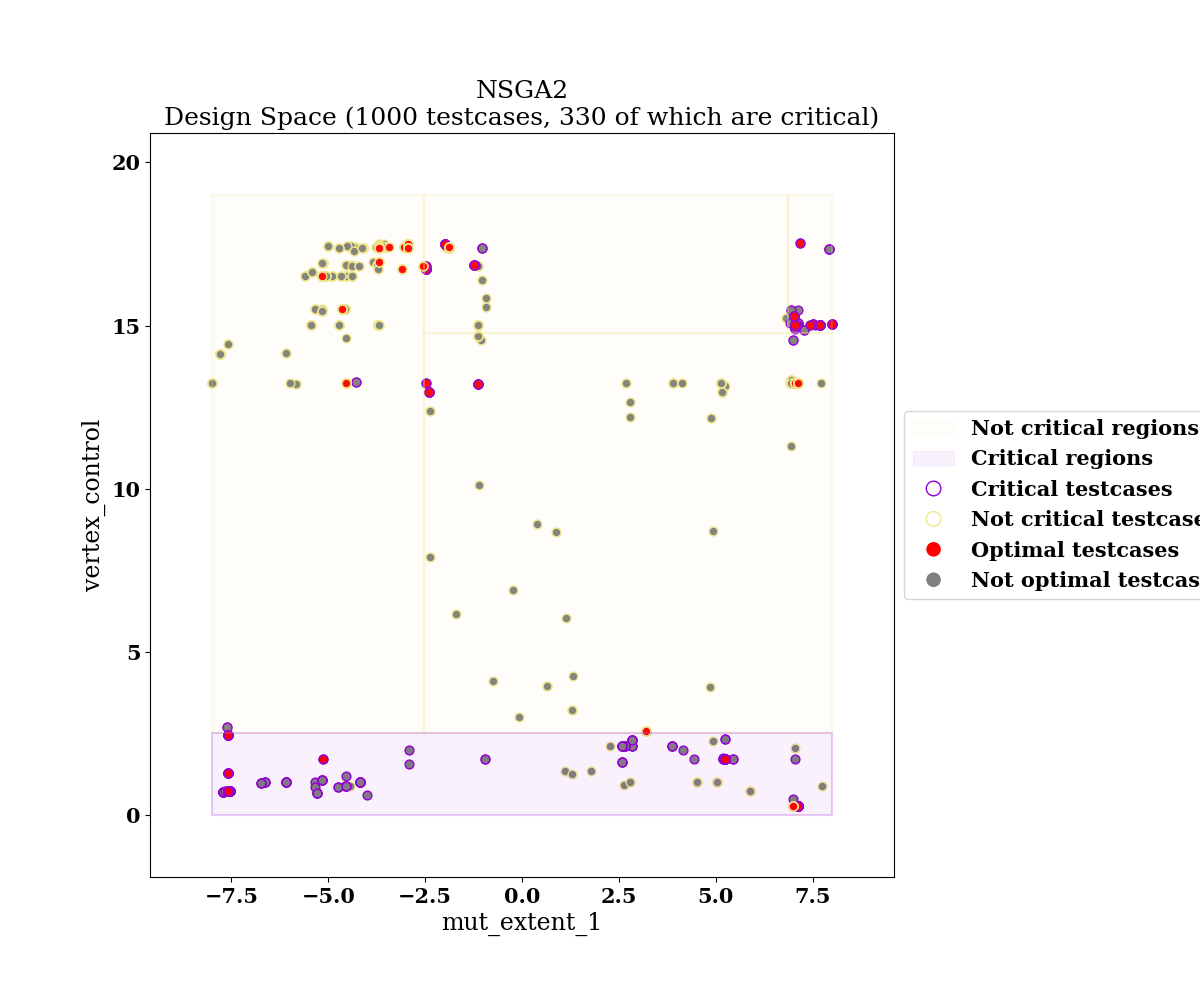 NSGA2
Design Space (1000 testcases, 330 of which are critical)
20
15
10
5
0
vertex_control
−7.5 −5.0 −2.5 0.0 2.5 5.0 7.5
mut_extent_1
Not critical regions
Critical regions
Critical testcases
Not critical testcase
Optimal testcases
Not optimal testcas